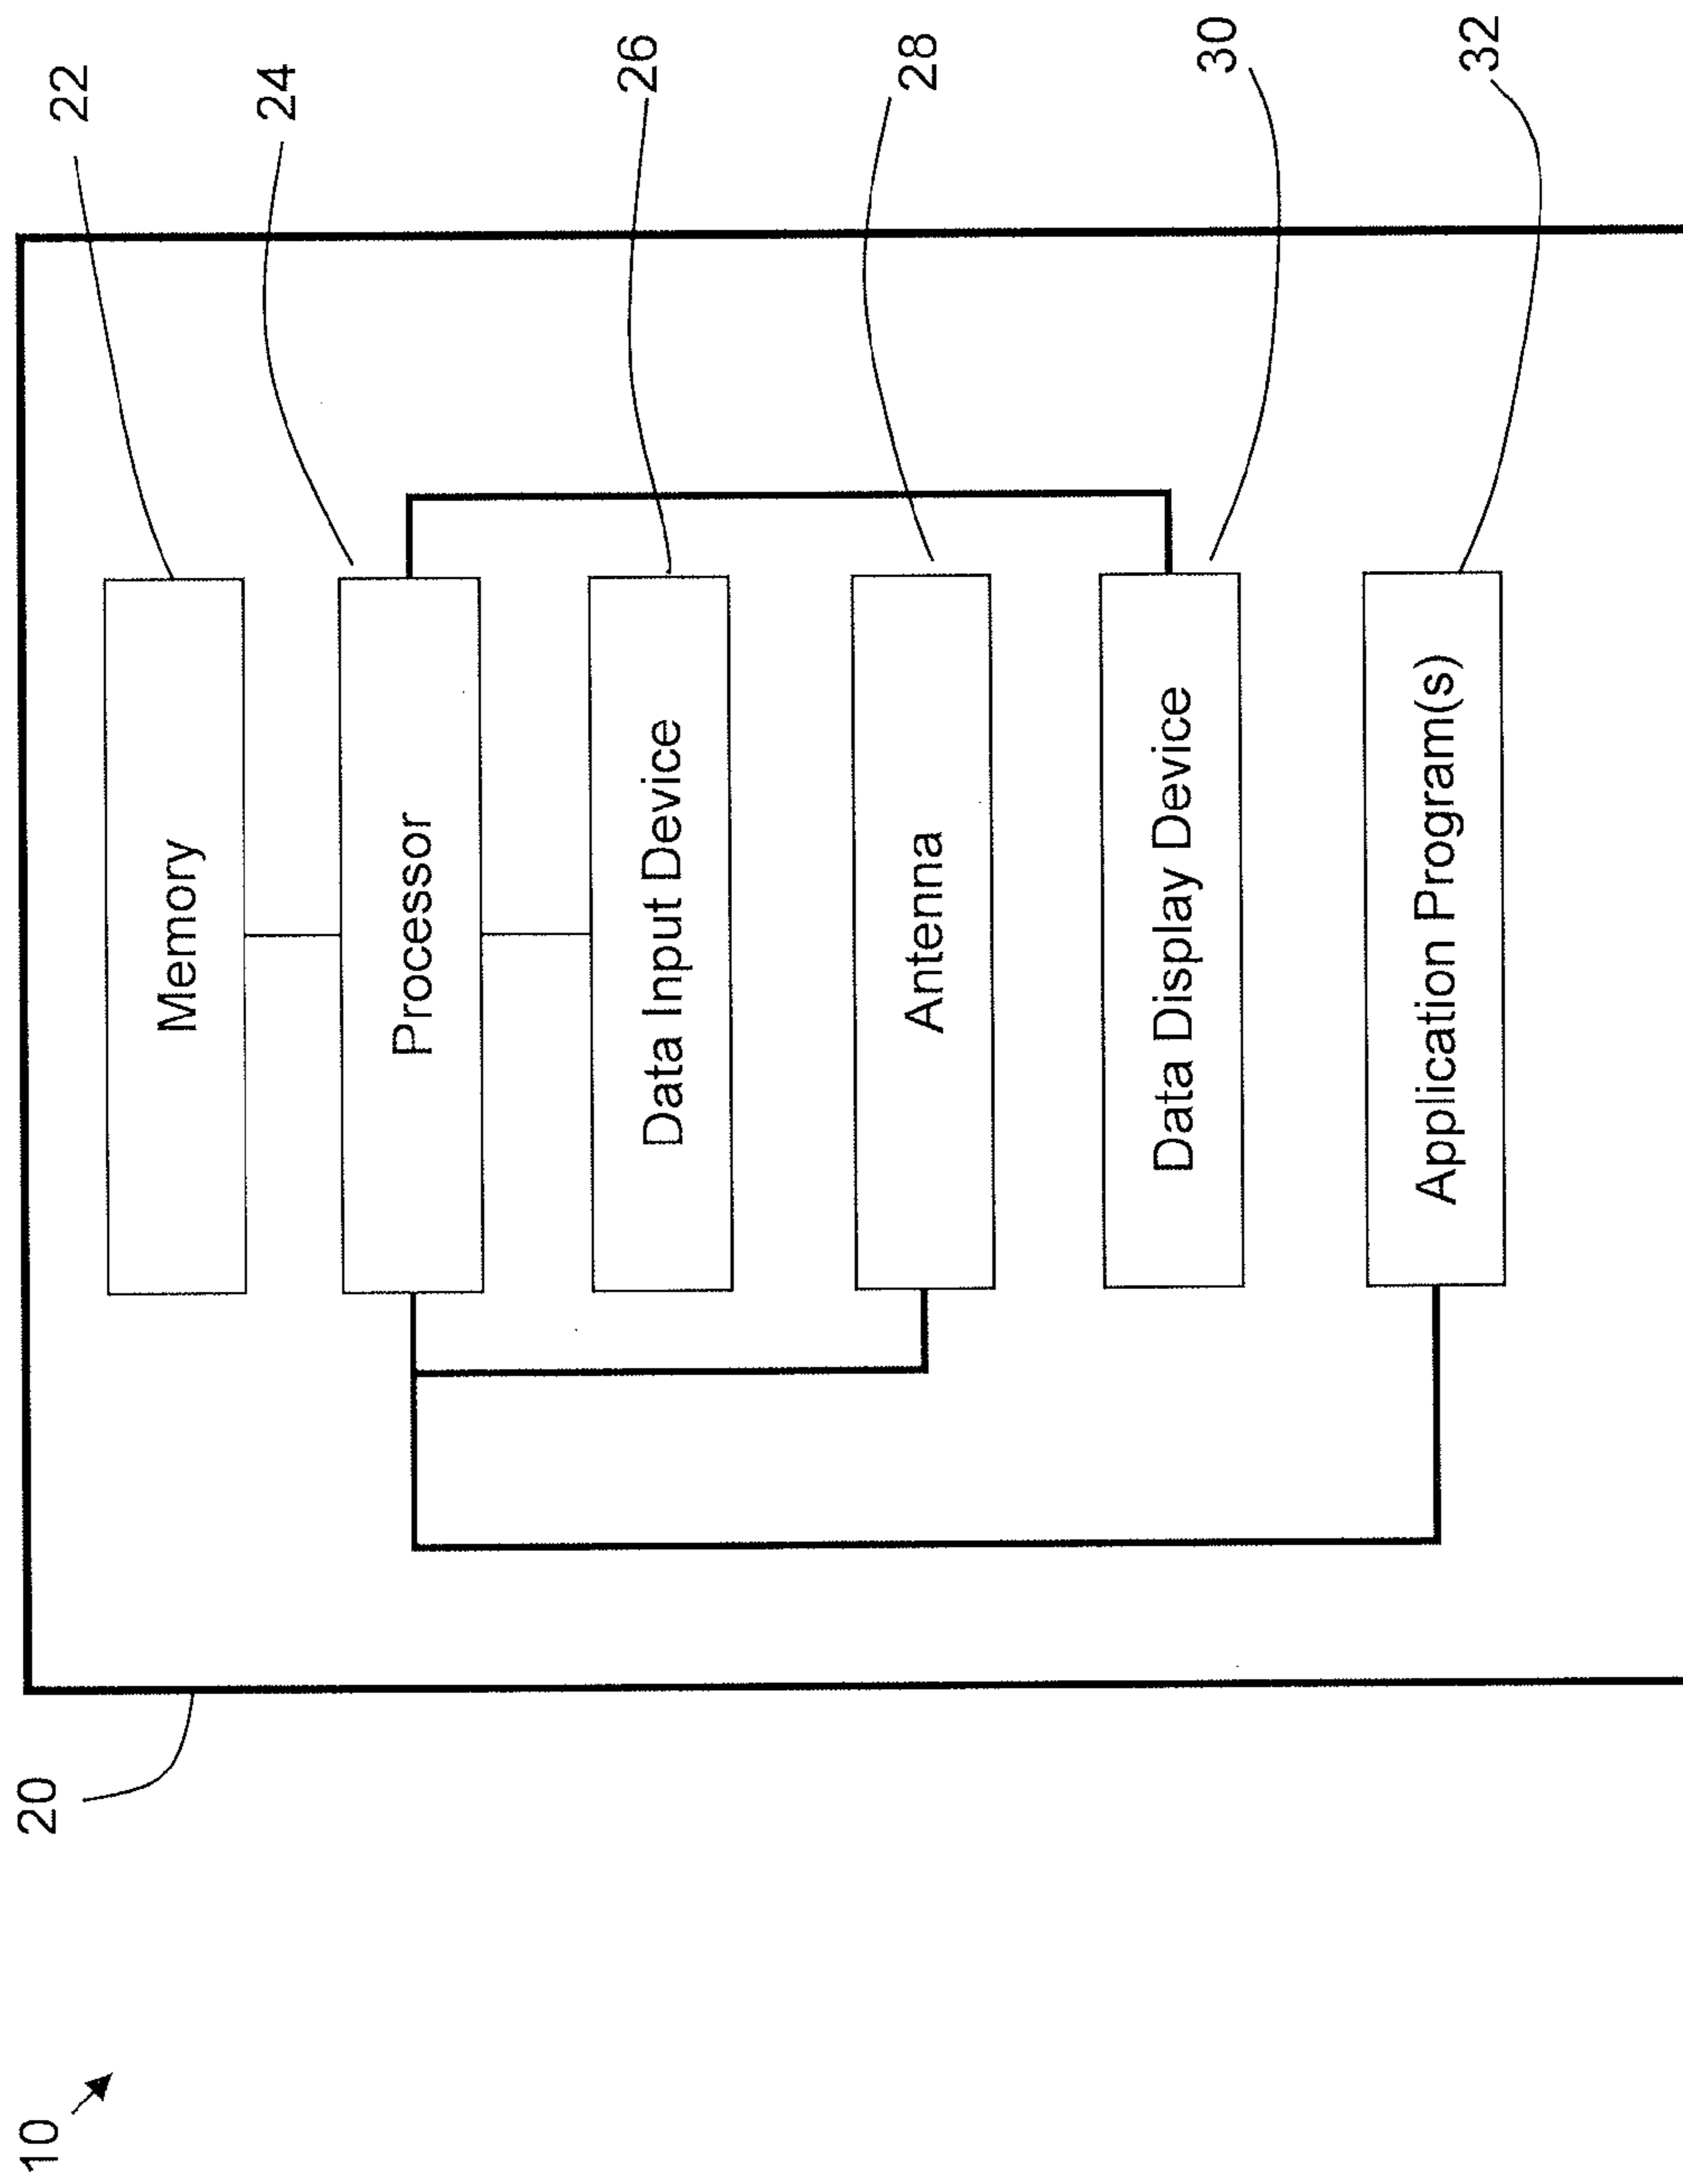 10
20
Memory
22
Processor
24
Data Input Device
26
Antenna
28
Data Display Device
30
Application Program(s)
32